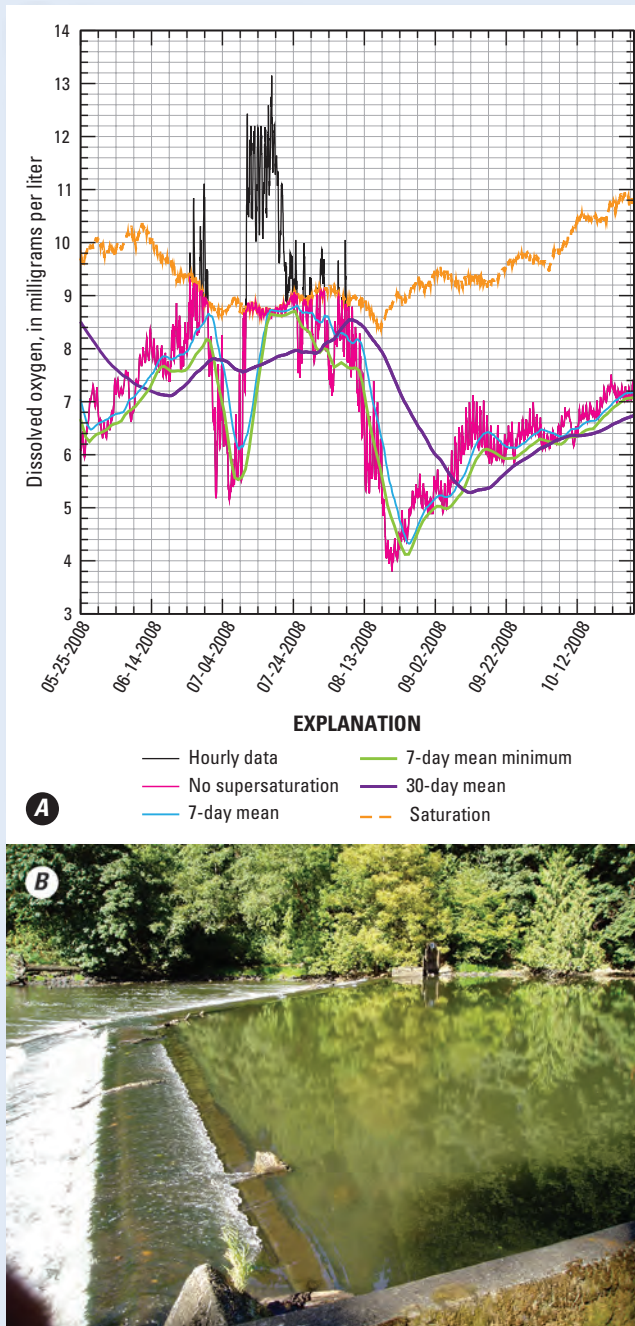 14
13
12
11
10
9
8
7
6
5
4
3
Dissolved oxygen, in milligrams per liter
05-25-2008
06-14-2008
07-04-2008
07-24-2008
08-13-2008
09-02-2008
09-22-2008
10-12-2008
EXPLANATION
Hourly data
No supersaturation
7-day mean
7-day mean minimum
30-day mean
Saturation
A
B